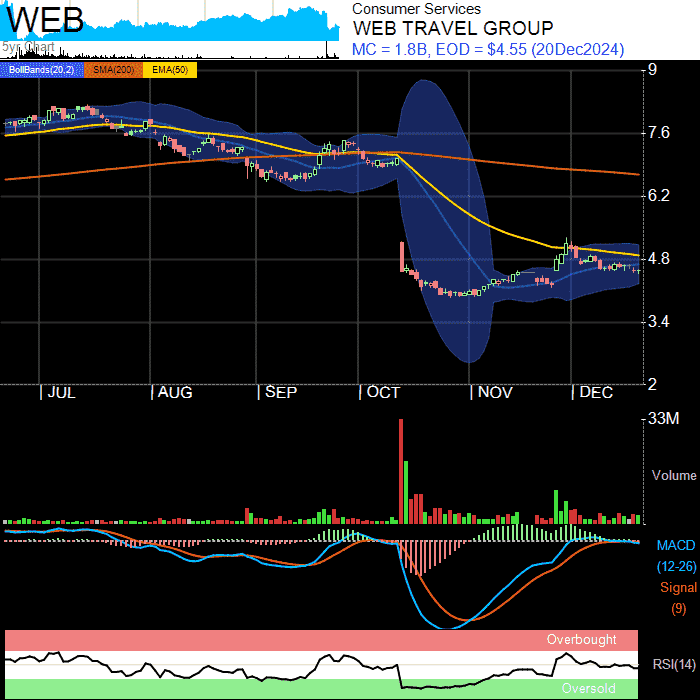 WEB
5yr Chart
Consumer Services
WEB TRAVEL GROUP
MC = 1.8B, EOD = $4.55 (20Dec2024)
BollBands(20,2) SMA(200) EMA(50)
9
7.6
6.2
4.8
3.4
2
JUL AUG SEP OCT NOV DEC
33M
Volume
MACD
(12-26)
Signal
(9)
Overbought
RSI(14)
Oversold